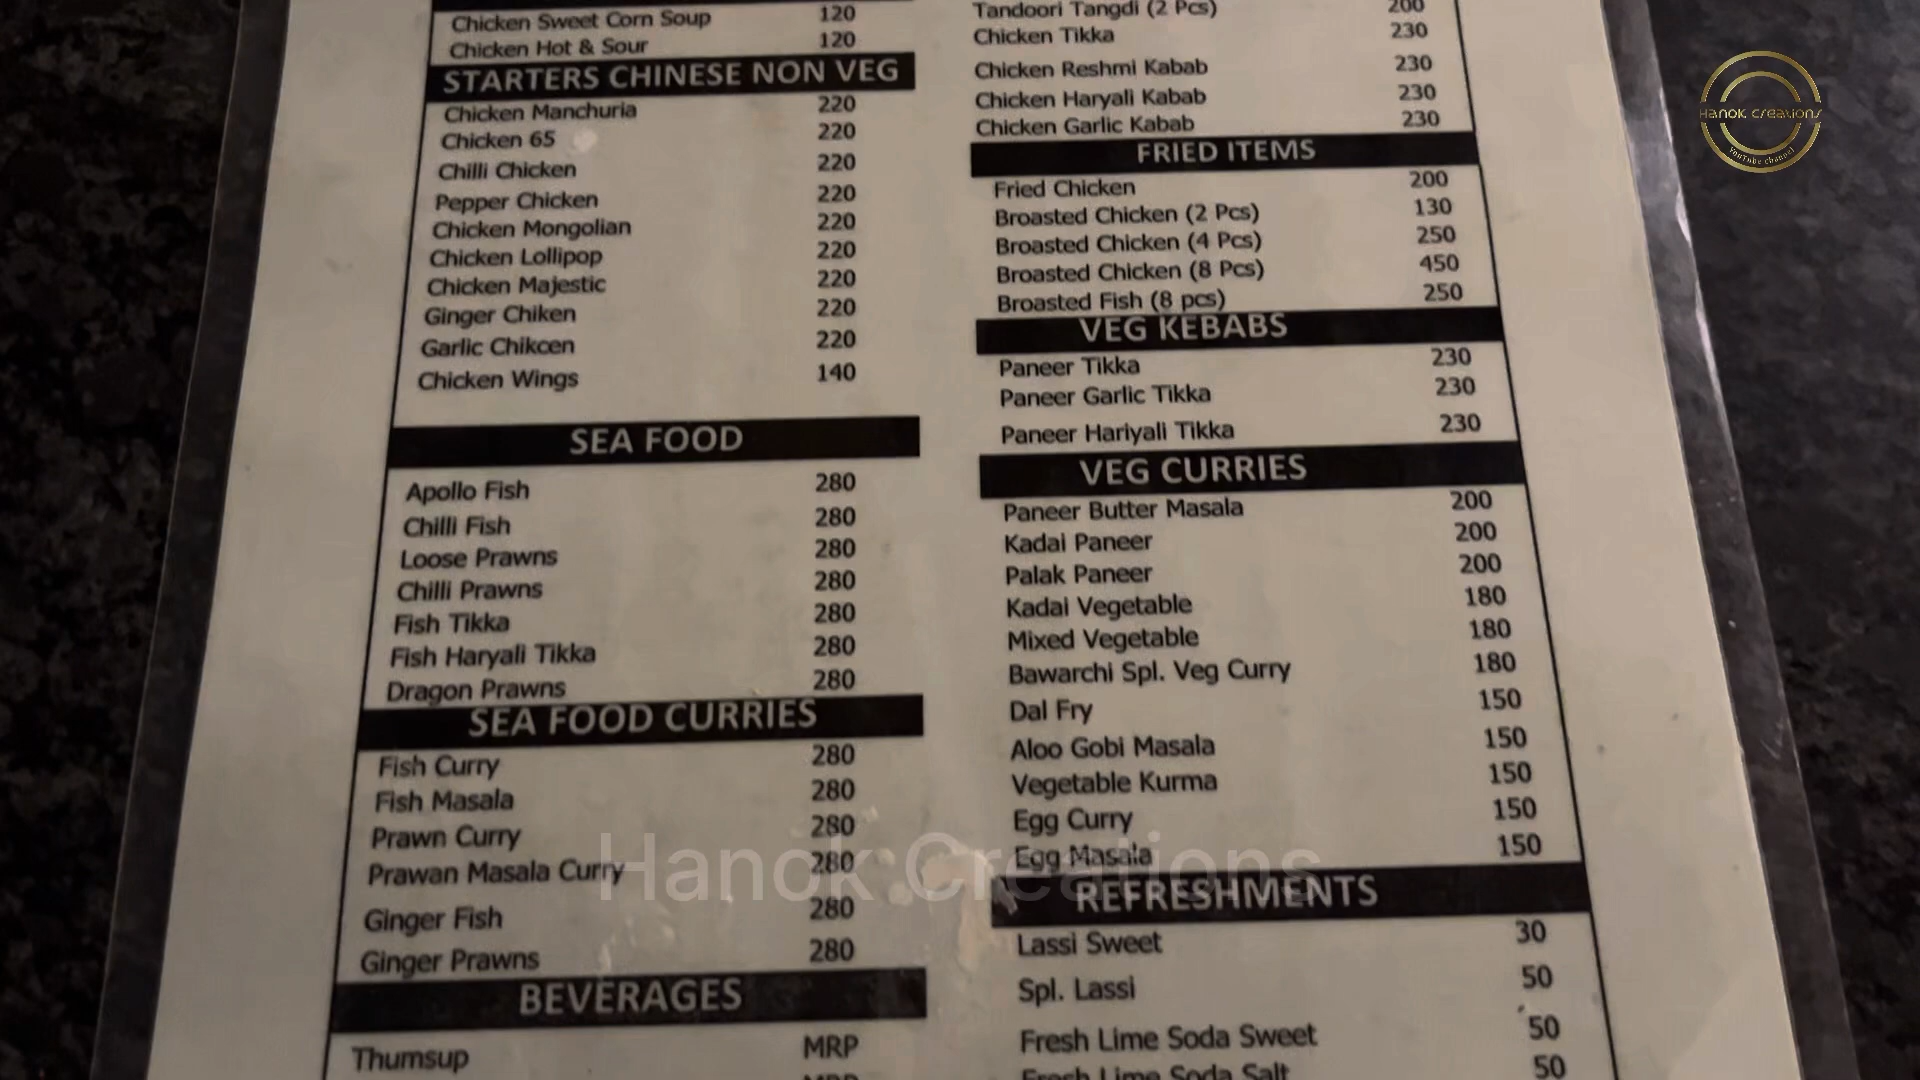 Chicken Sweet Corn Soup 120
Chicken Hot & Sour 120
STARTERS CHINESE NON VEG
Chicken Manchuria 220
Chicken 65 220
Chilli Chicken 220
Pepper Chicken 220
Chicken Mongolian 220
Chicken Lollipop 220
Chicken Majestic 220
Ginger Chiken 220
Garlic Chikcen 220
Chicken Wings 140
SEA FOOD
Apollo Fish 280
Chilli Fish 280
Loose Prawns 280
Chilli Prawns 280
Fish Tikka 280
Fish Haryali Tikka 280
Dragon Prawns 280
SEA FOOD CURRIES
Fish Curry 280
Fish Masala 280
Prawn Curry 280
Prawan Masala Curry 280
Ginger Fish 280
Ginger Prawns 280
BEVERAGES
Thumsup MRP
MRP
Tandoori Tangdi (2 Pcs) 200
Chicken Tikka 230
Chicken Reshmi Kabab 230
Chicken Haryali Kabab 230
Chicken Garlic Kabab 230
FRIED ITEMS
Fried Chicken 200
Broasted Chicken (2 Pcs) 130
Broasted Chicken (4 Pcs) 250
Broasted Chicken (8 Pcs) 450
Broasted Fish (8 pcs) 250
VEG KEBABS
Paneer Tikka 230
Paneer Garlic Tikka 230
Paneer Hariyali Tikka 230
VEG CURRIES
Paneer Butter Masala 200
Kadai Paneer 200
Palak Paneer 200
Kadai Vegetable 180
Mixed Vegetable 180
Bawarchi Spl. Veg Curry 180
Dal Fry 150
Aloo Gobi Masala 150
Vegetable Kurma 150
Egg Curry 150
Egg Masala 150
REFRESHMENTS
Lassi Sweet 30
Spl. Lassi 50
Fresh Lime Soda Sweet 50
Fresh Lime Soda Salt 50
Hanok Creations
Hanok Creations
YouTube channel